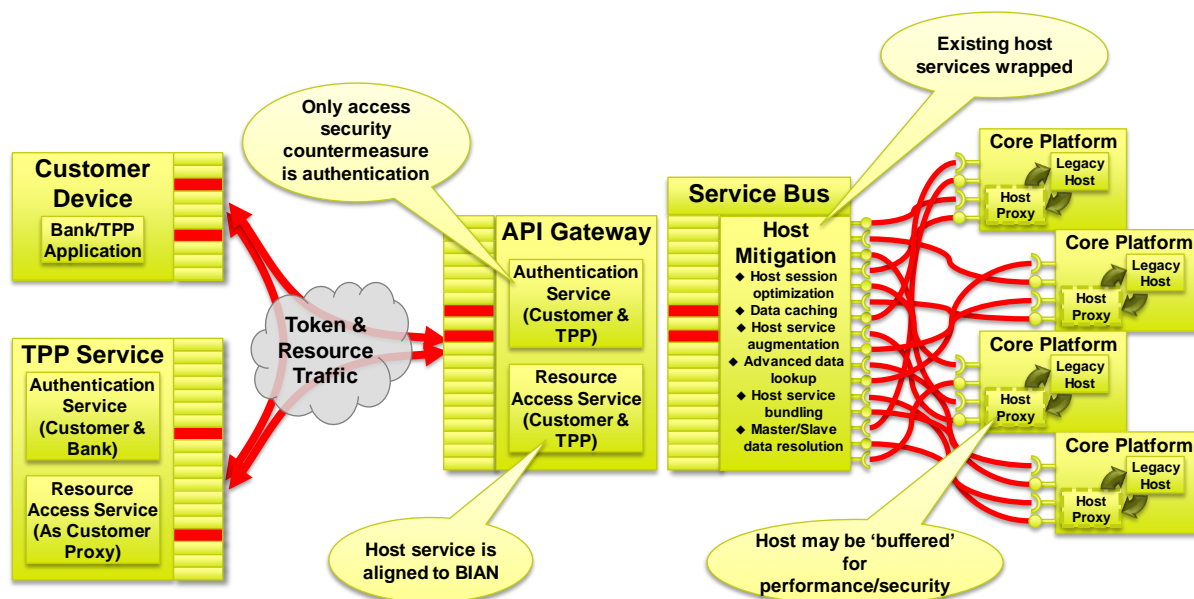 Existing host
services wrapped
Only access
security
countermeasure
is authentication
Customer
Device
Bank/TPP
Application
TPP Service
Authentication
Service
(Customer &
Bank)
Resource
Access Service
(As Customer
Proxy)
Token &
Resource
Traffic
API Gateway
Authentication
Service
(Customer &
TPP)
Resource
Access Service
(Customer &
TPP)
Host service is
aligned to BIAN
Service Bus
Host
Mitigation
◆ Host session
optimization
◆ Data caching
◆ Host service
augmentation
◆ Advanced data
lookup
◆ Host service
bundling
◆ Master/Slave
data resolution
Core Platform
Legacy
Host
Host
Proxy
Core Platform
Legacy
Host
Host
Proxy
Core Platform
Legacy
Host
Host
Proxy
Core Platform
Legacy
Host
Host
Proxy
Host may be ‘buffered’
for
performance/security